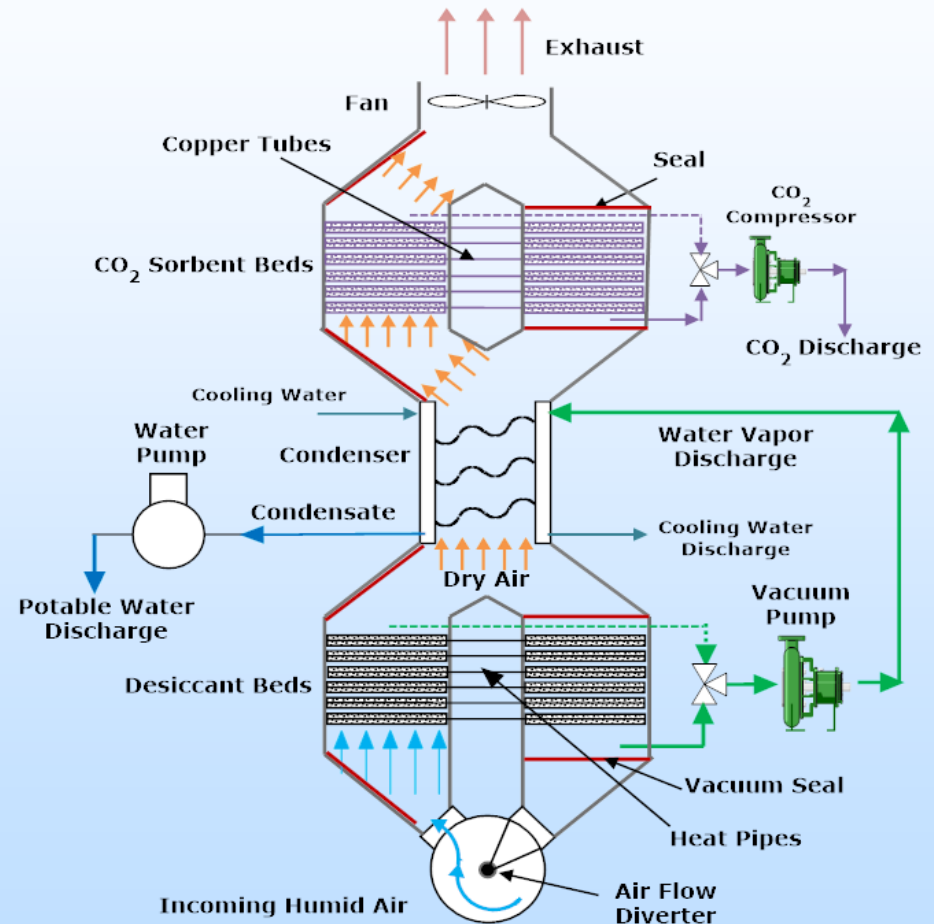 Exhaust
Fan
Copper Tubes
Seal
CO₂
Compressor
CO₂ Sorbent Beds
CO₂ Discharge
Cooling Water
Water
Pump
Condenser
Water Vapor
Discharge
Condensate
Cooling Water
Discharge
Dry Air
Potable Water
Discharge
Vacuum
Pump
Desiccant Beds
Vacuum Seal
Heat Pipes
Incoming Humid Air
Air Flow
Diverter